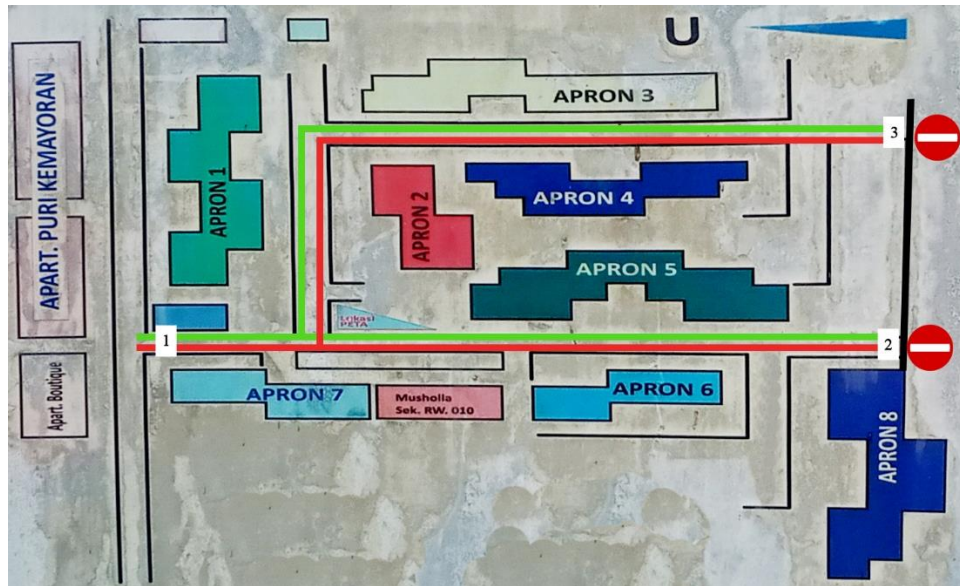 U
APRON 3
3
APART. PURI KEMAYORAN
APRON 1
APRON 2
APRON 4
APRON 5
Lokasi
PETA
1
2
Apart. Boutique
APRON 7
Musholla
Sek. RW. 010
APRON 6
APRON 8